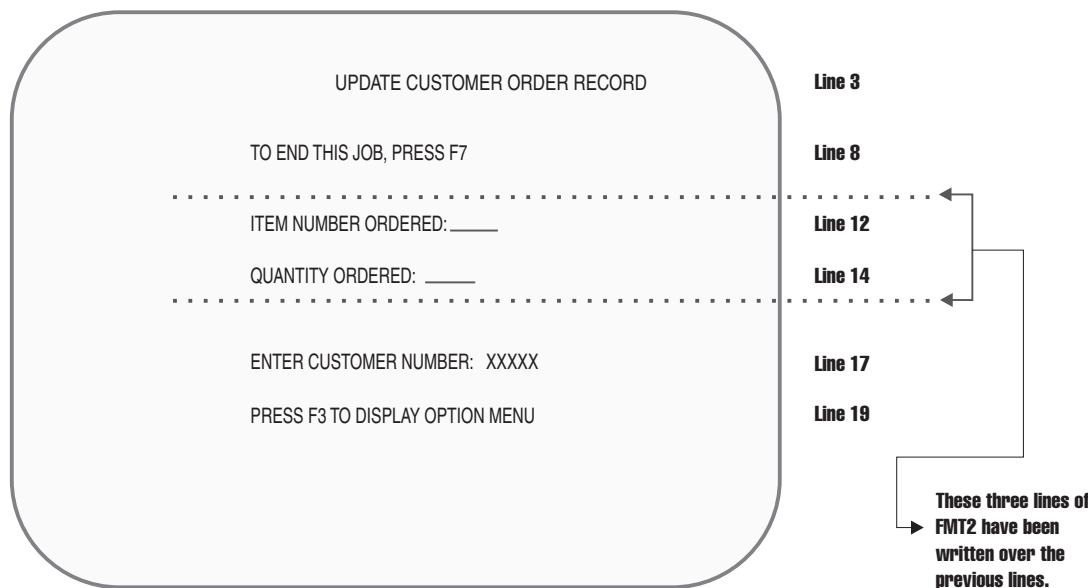 UPDATE CUSTOMER ORDER RECORD Line 3
TO END THIS JOB, PRESS F7 Line 8
ITEM NUMBER ORDERED: _____ Line 12
QUANTITY ORDERED: _____ Line 14
ENTER CUSTOMER NUMBER: XXXXX Line 17
PRESS F3 TO DISPLAY OPTION MENU Line 19
These three lines of
FMT2 have been
written over the
previous lines.